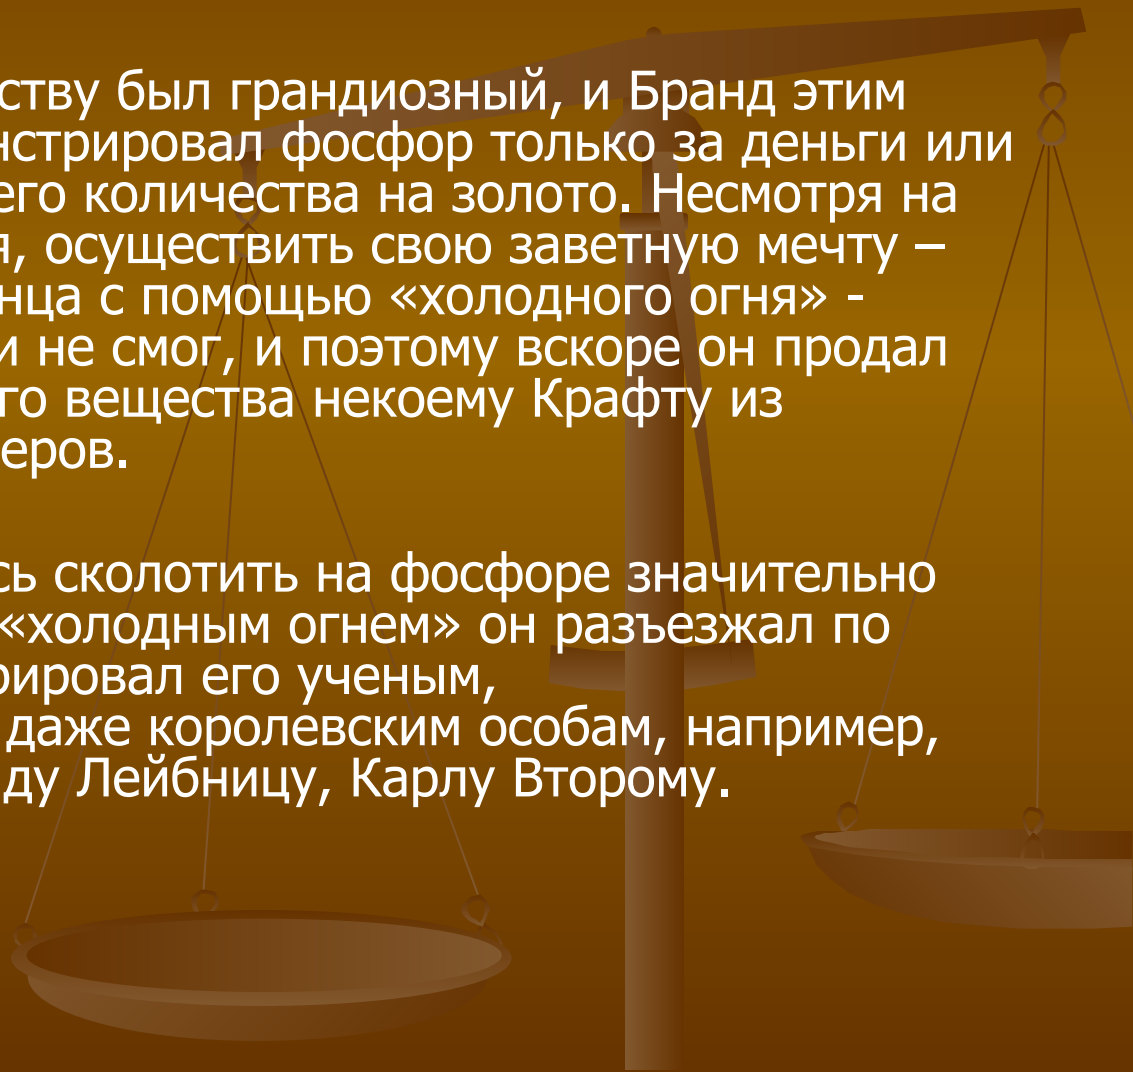 ству был грандиозный, и Бранд этим
нстрировал фосфор только за деньги или
его количества на золото. Несмотря на
я, осуществить свою заветную мечту –
нца с помощью «холодного огня» -
и не смог, и поэтому вскоре он продал
го вещества некоему Крафту из
еров.
сь сколотить на фосфоре значительно
«холодным огнем» он разъезжал по
рировал его ученым,
даже королевским особам, например,
ду Лейбницу, Карлу Второму.